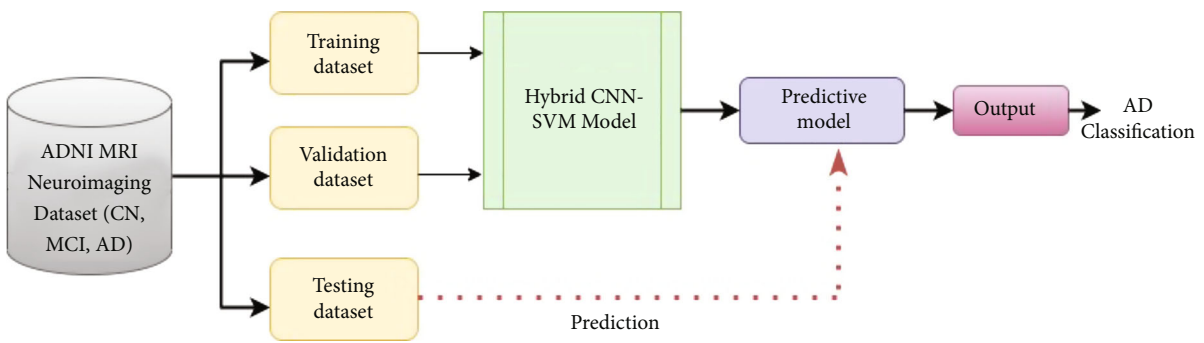 ADNI MRI
Neuroimaging
Dataset (CN,
MCI, AD)
Training
dataset
Validation
dataset
Testing
dataset
Hybrid CNN-
SVM Model
Predictive
model
Output
AD
Classification
Prediction